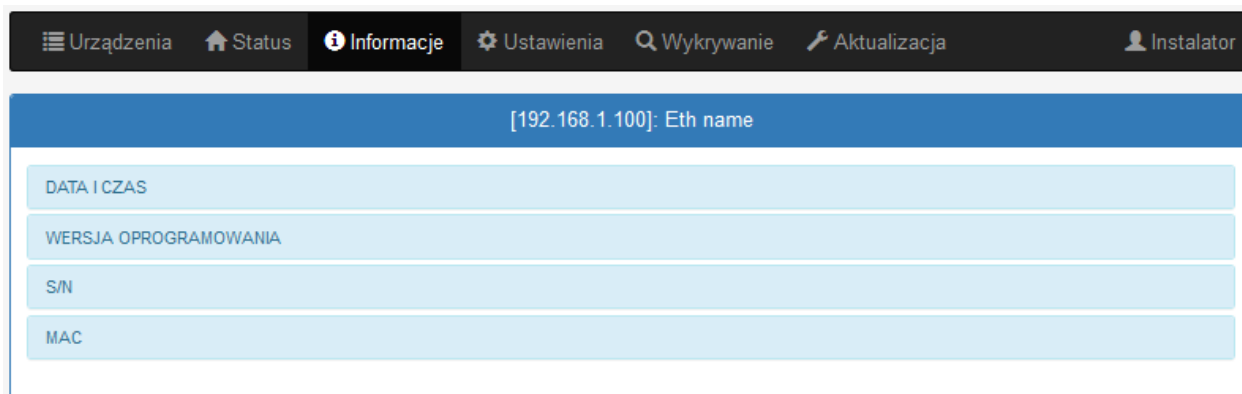 Urządzenia Status Informacje Ustawienia Wykrywanie Aktualizacja Instalator
[192.168.1.100]: Eth name
DATA I CZAS
WERSJA OPROGRAMOWANIA
S/N
MAC